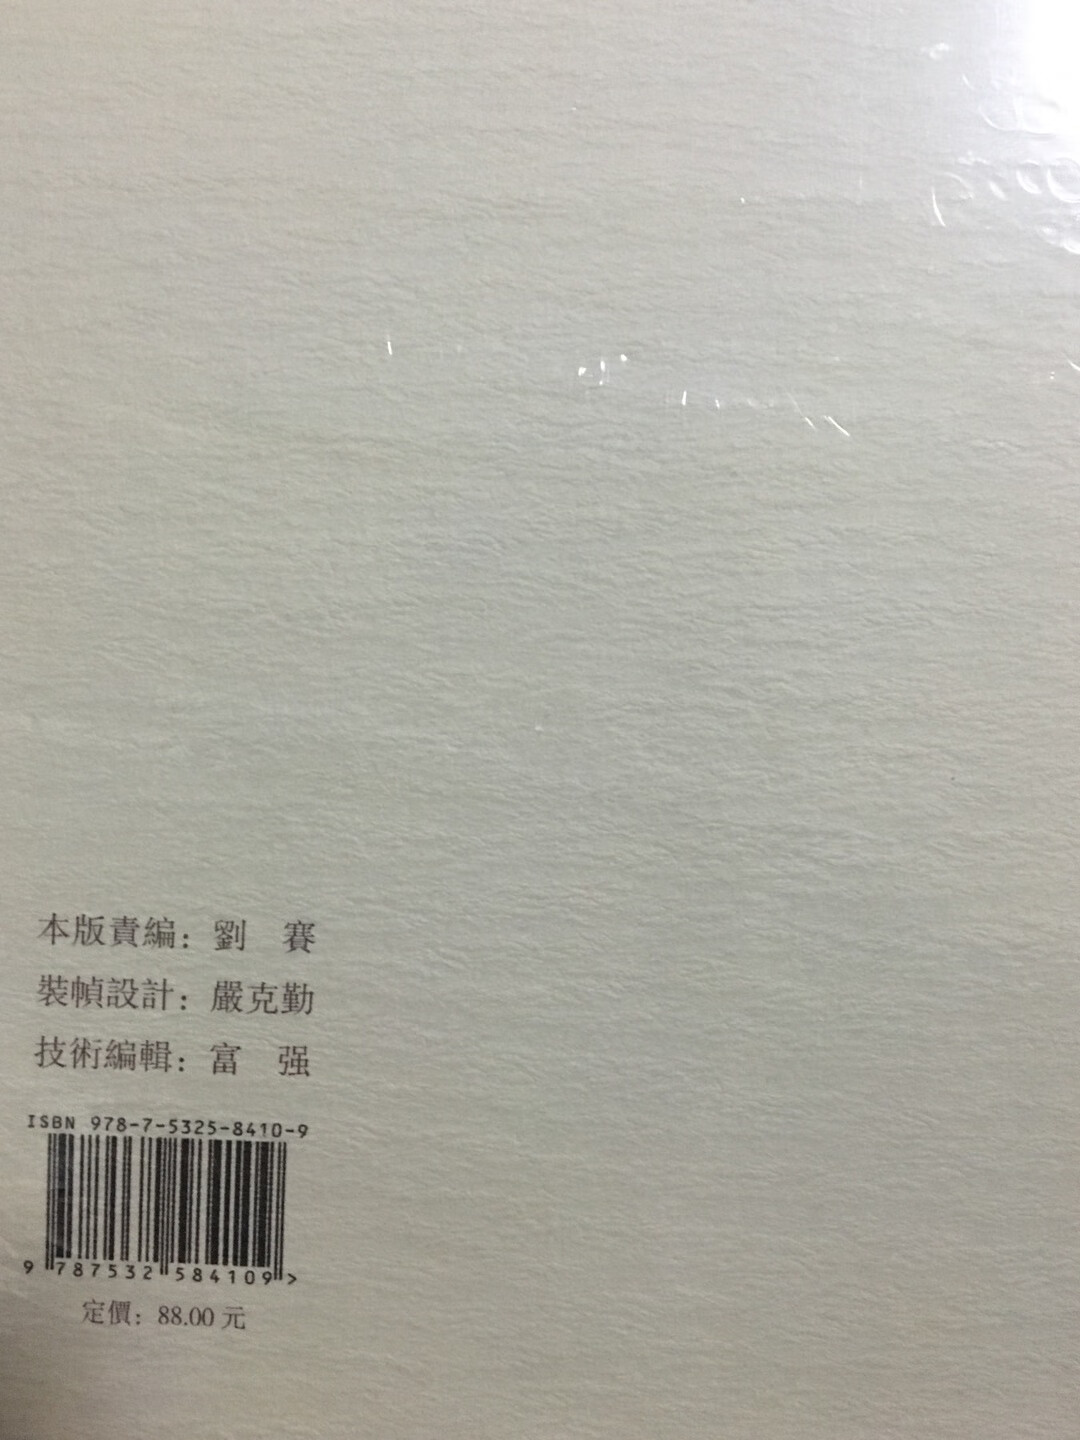 本版責編：劉　賽
裝幀設計：嚴克勤
技術編輯：富　强
ISBN 978-7-5325-8410-9
9 787532 584109 >
定價：88.00 元